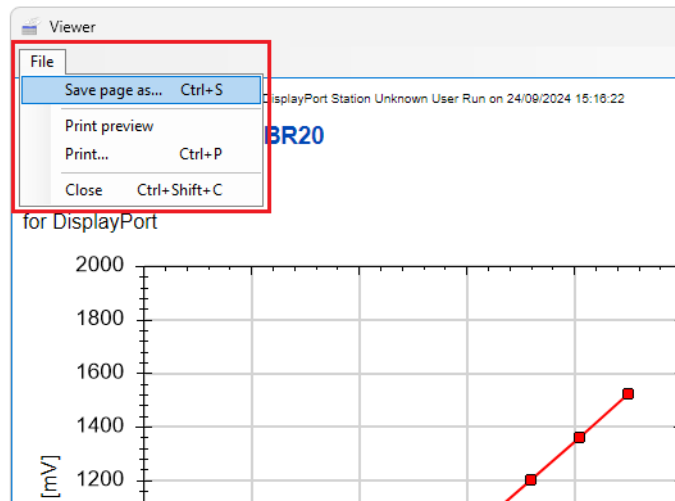 Viewer
File
Save page as... Ctrl+S
Print preview
Print... Ctrl+P
Close Ctrl+Shift+C
DisplayPort Station Unknown User Run on 24/09/2024 15:16:22
BR20
for DisplayPort
2000
1800
1600
1400
1200
[mV]